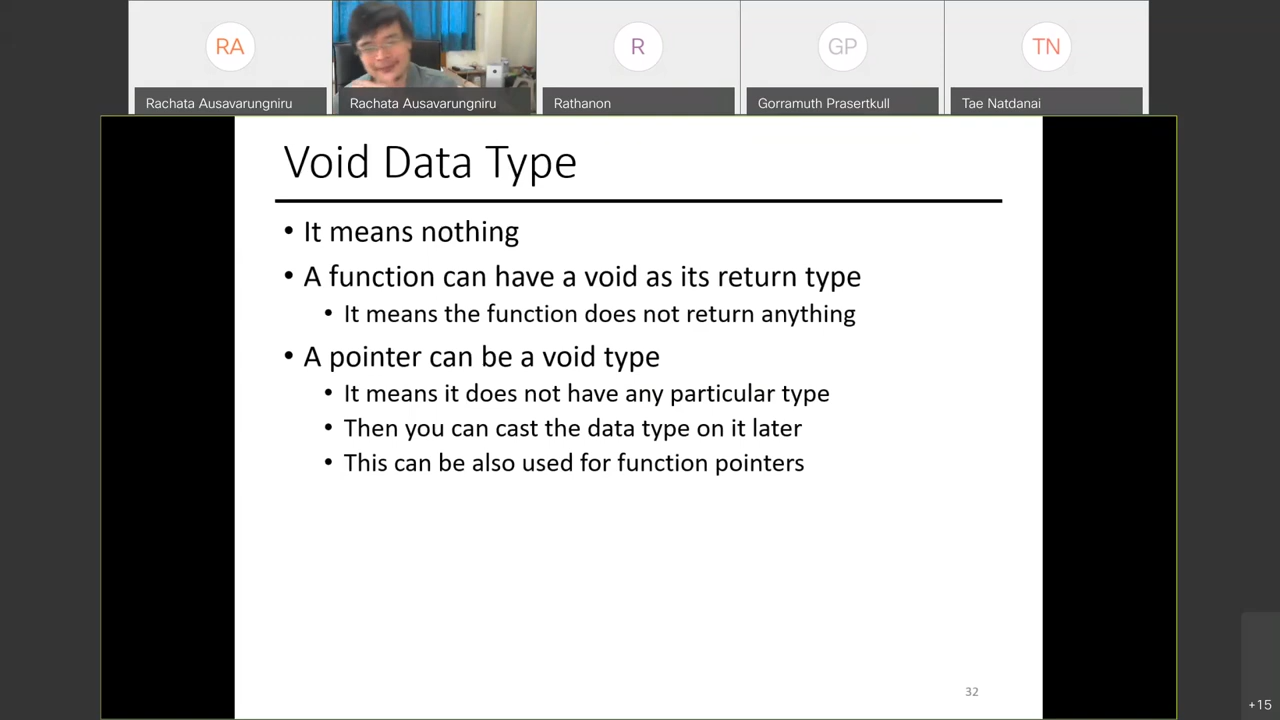 RA
R
GP
TN
Rachata Ausavarungniru
Rachata Ausavarungniru
Rathanon
Gorramuth Prasertkull
Tae Natdanai
Void Data Type
• It means nothing
• A function can have a void as its return type
• It means the function does not return anything
• A pointer can be a void type
• It means it does not have any particular type
• Then you can cast the data type on it later
• This can be also used for function pointers
32
+15